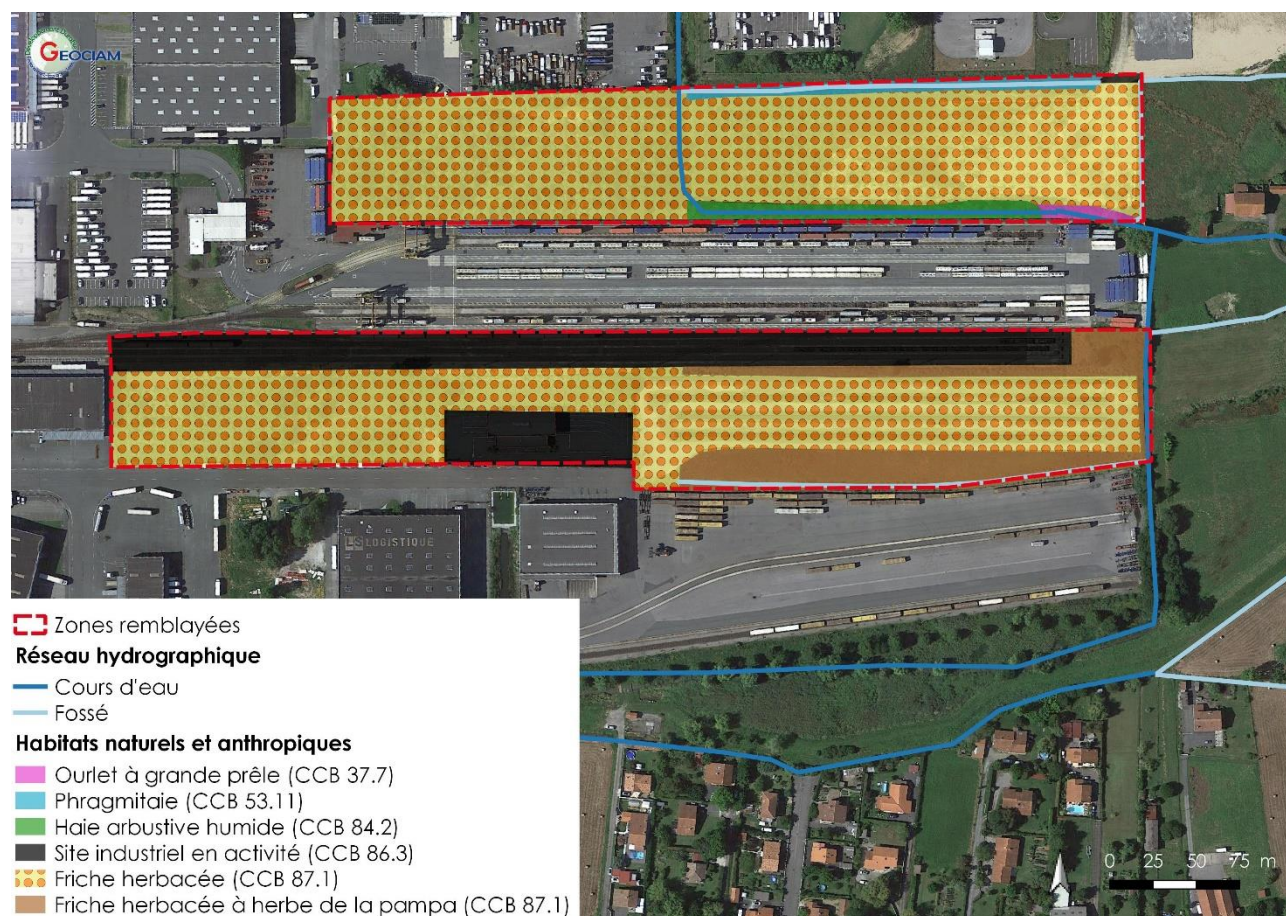 GEOCIAM
LS LOGISTIQUE
Zones remblayées
Réseau hydrographique
Cours d'eau
Fossé
Habitats naturels et anthropiques
Ourlet à grande prêle (CCB 37.7)
Phragmitaie (CCB 53.11)
Haie arbustive humide (CCB 84.2)
Site industriel en activité (CCB 86.3)
Friche herbacée (CCB 87.1)
Friche herbacée à herbe de la pampa (CCB 87.1)
0 25 50 75 m